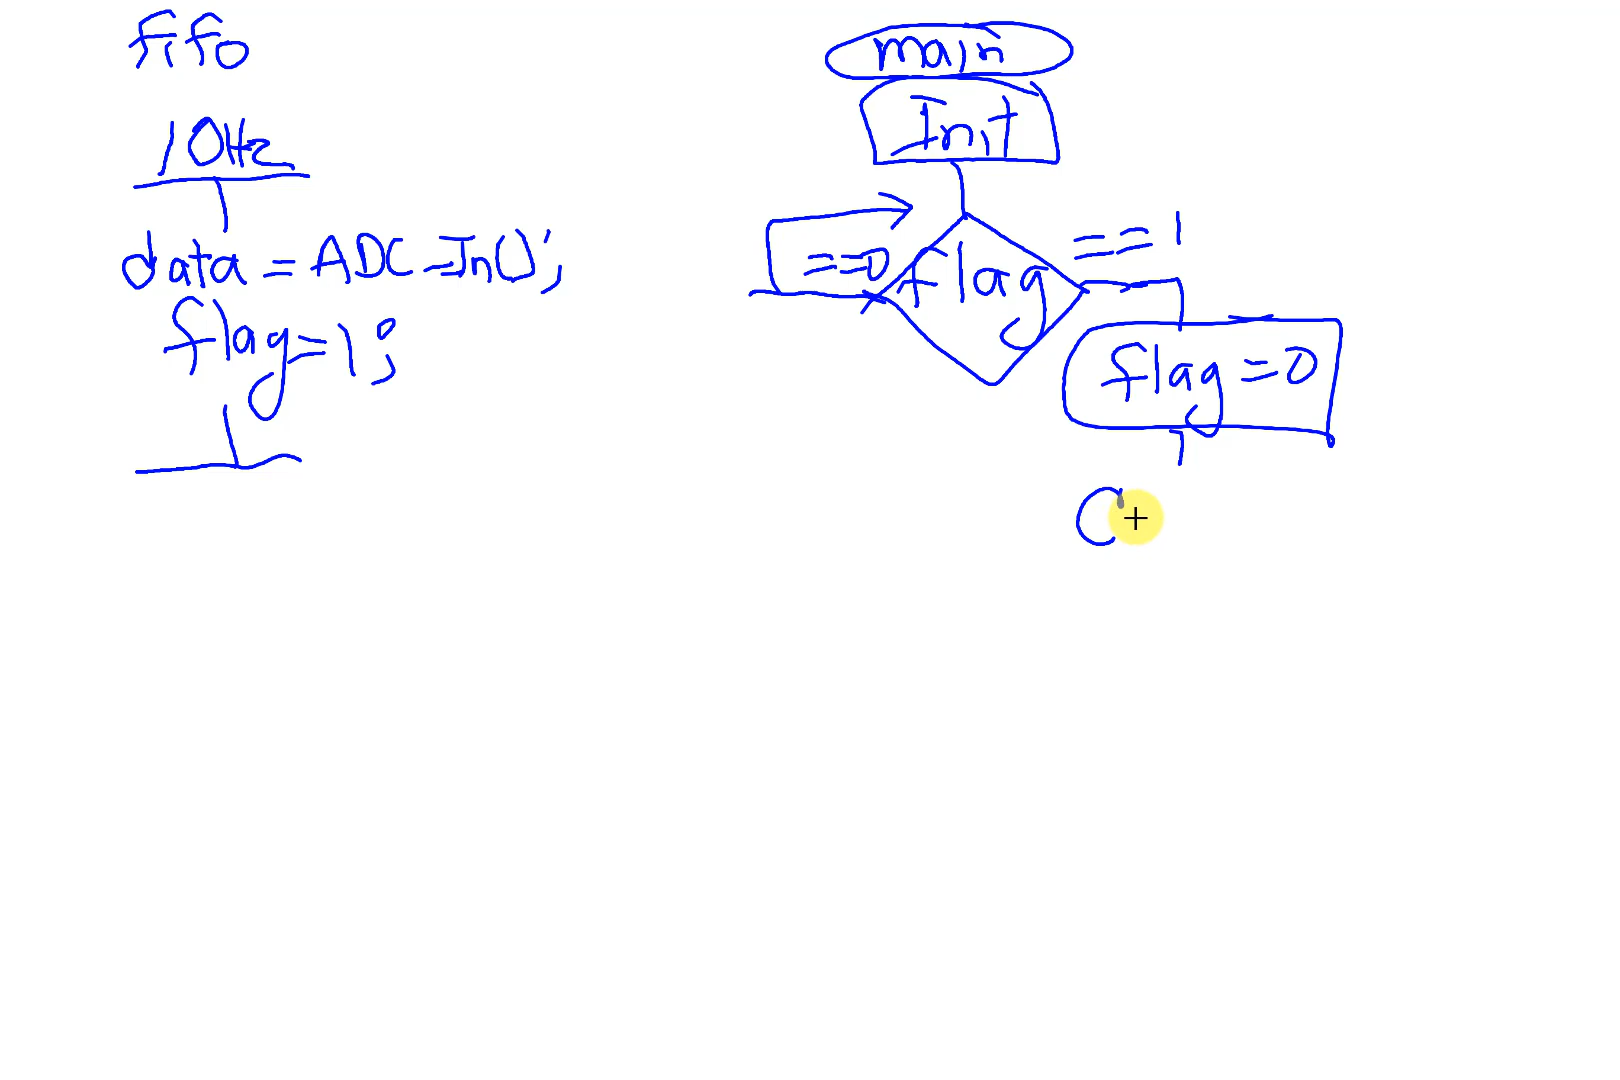 fifo
10Hz
data = ADC_In();
flag=1;
main
Init
==0
flag
==1
flag=0
C